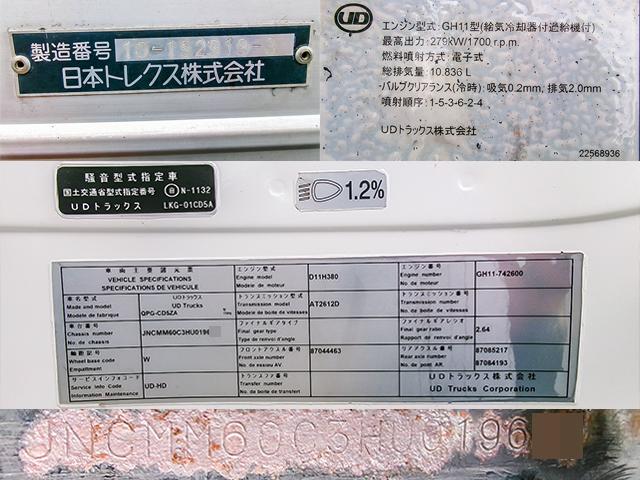 製造番号
日本トレクス株式会社
UD
エンジン型式: GH11型(給気冷却器付過給機付)
最高出力: 279kW/1700 r.p.m.
燃料噴射方式: 電子式
総排気量: 10.836 L
バルブクリアランス(冷時): 吸気0.2mm, 排気2.0mm
噴射順序: 1-5-3-6-2-4
UDトラックス株式会社
22568936
騒音型式指定車
国土交通省型式指定番号 自 N-1132
UDトラックス LKG-01CD5A
1.2%
車両主要諸元票
VEHICLE SPECIFICATIONS
SPECIFICATIONS DE VEHICULE
エンジン型式
Engine model
Modele de moteur
D11H380
エンジン番号
Engine number
No de moteur
GH11-742600
車名型式
Made and model
Modele de fabrique
UDトラックス
UD Trucks
QPG-CD5ZA
トランスミッション型式
Transmission model
Modele de boite de vitesses
AT2612D
トランスミッション番号
Transmission number
No de boite de vitesses
車台番号
Chassis number
No chassis
JNCMM60C3HU0196
ファイナルギアタイプ
Final gear type
Type de renvoi d'angle
ファイナルギアレシオ
Final gear ratio
Rapport de renvoi d'angle
2.64
軸距記号
Wheel base code
Empattement
W
フロントアクスル番号
Front axle number
No. de essieu AV.
87044463
リアアクスル番号
Rear axle number
No. de point AR.
87085217
87084193
サービスインフォコード
Service Info code
Information Maintenance
UD-HD
トランスファ番号
Transfer number
No. de boite de transfert
UDトラックス株式会社
UD Trucks Corporation
JNCMM60C3HU0196